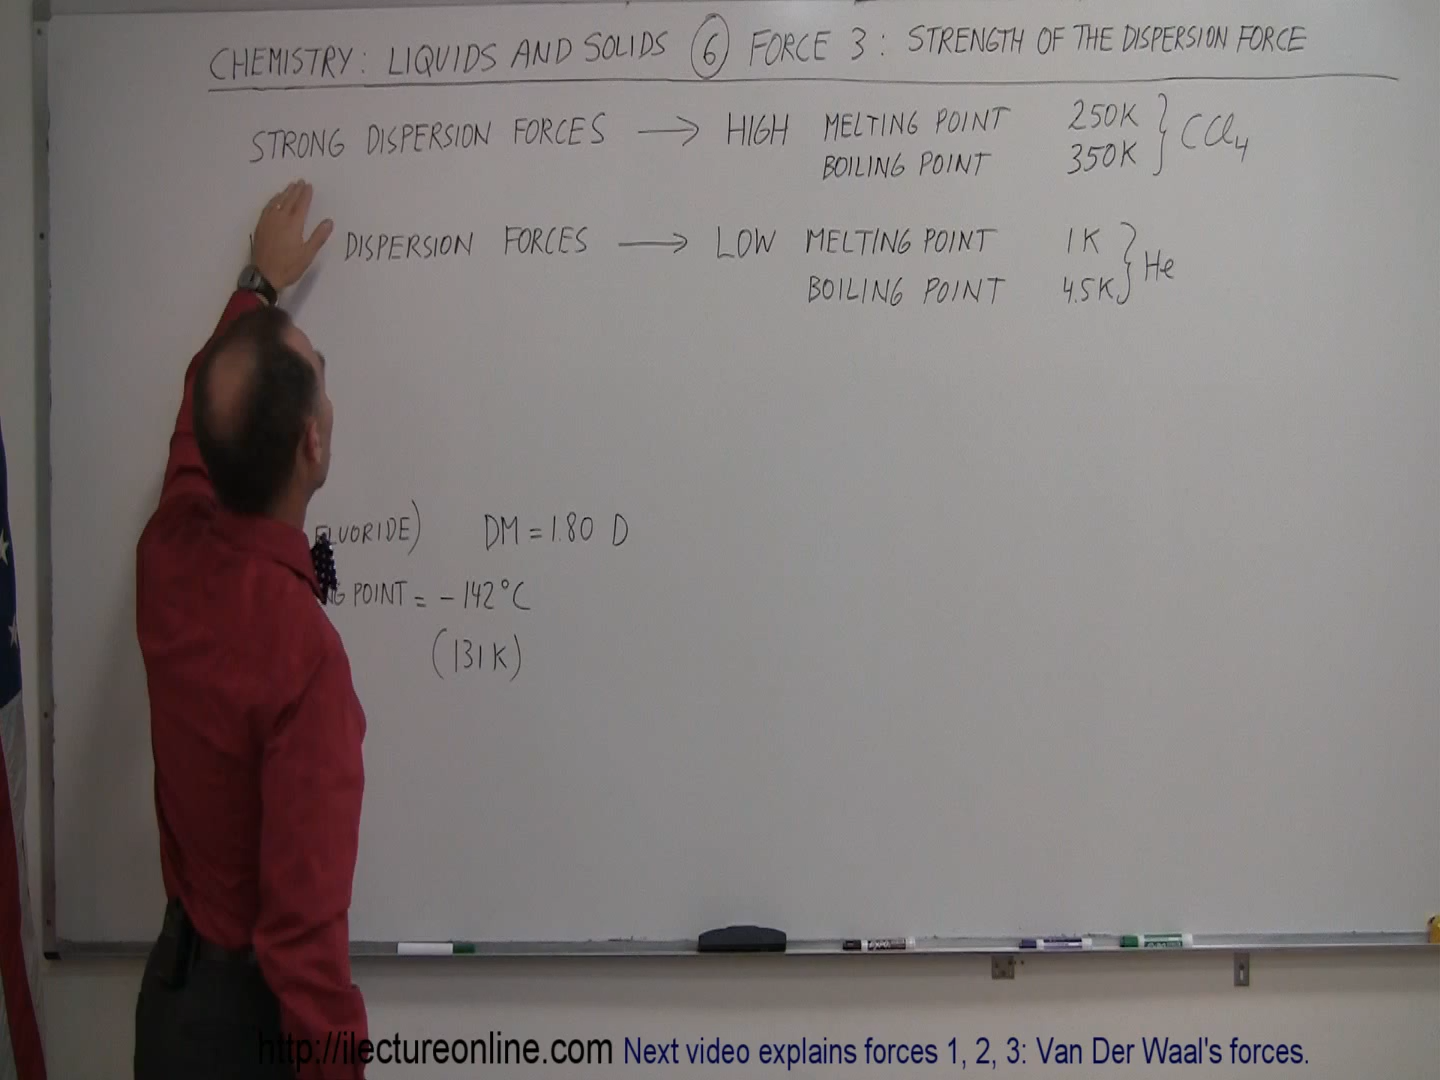 CHEMISTRY: LIQUIDS AND SOLIDS ⑥ FORCE 3: STRENGTH OF THE DISPERSION FORCE
STRONG DISPERSION FORCES → HIGH MELTING POINT 250K } CCl4
BOILING POINT 350K
DISPERSION FORCES → LOW MELTING POINT 1K } He
BOILING POINT 4.5K
FLUORIDE) DM = 1.80 D
POINT = -142°C
(131K)
http://ilectureonline.com Next video explains forces 1, 2, 3: Van Der Waal's forces.